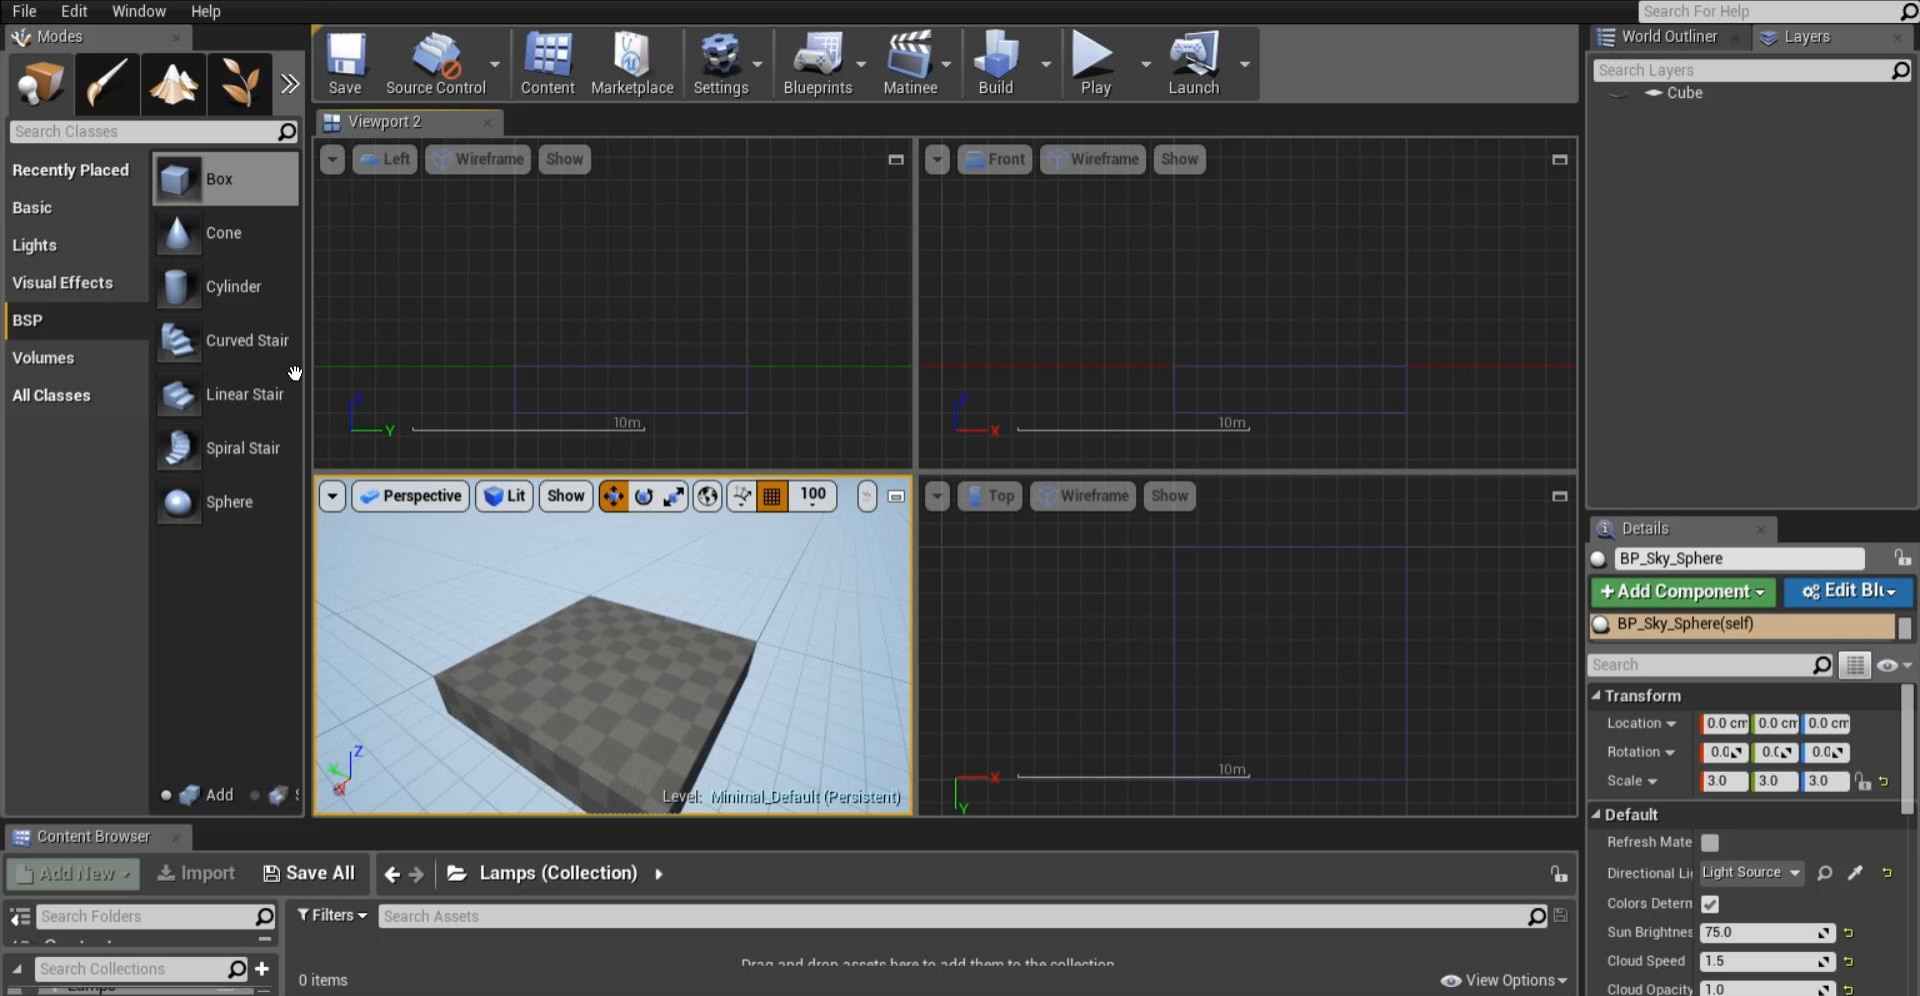 File Edit Window Help
Search For Help
Modes
Save
Source Control
Content
Marketplace
Settings
Blueprints
Matinee
Build
Play
Launch
World Outliner
Layers
Search Layers
Cube
Search Classes
Recently Placed
Basic
Lights
Visual Effects
BSP
Volumes
All Classes
Box
Cone
Cylinder
Curved Stair
Linear Stair
Spiral Stair
Sphere
Add
Viewport 2
Left Wireframe Show
Z
Y
10m
Front Wireframe Show
Z
X
10m
Perspective Lit Show 100
Z
Level: Minimal_Default (Persistent)
Top Wireframe Show
X
10m
Y
Details
BP_Sky_Sphere
+Add Component
Edit Blu
BP_Sky_Sphere(self)
Search
Transform
Location 0.0 cm 0.0 cm 0.0 cm
Rotation 0.0 0.0
Scale 3.0 3.0 3.0
Default
Refresh Mate
Directional Li Light Source
Colors Determ
Sun Brightnes 75.0
Cloud Speed 1.5
Cloud Opacity 1.0
Content Browser
Add New Import Save All Lamps (Collection)
Search Folders
Filters Search Assets
Search Collections
Drag and drop assets here to add them to the collection
Lamps
0 items
View Options